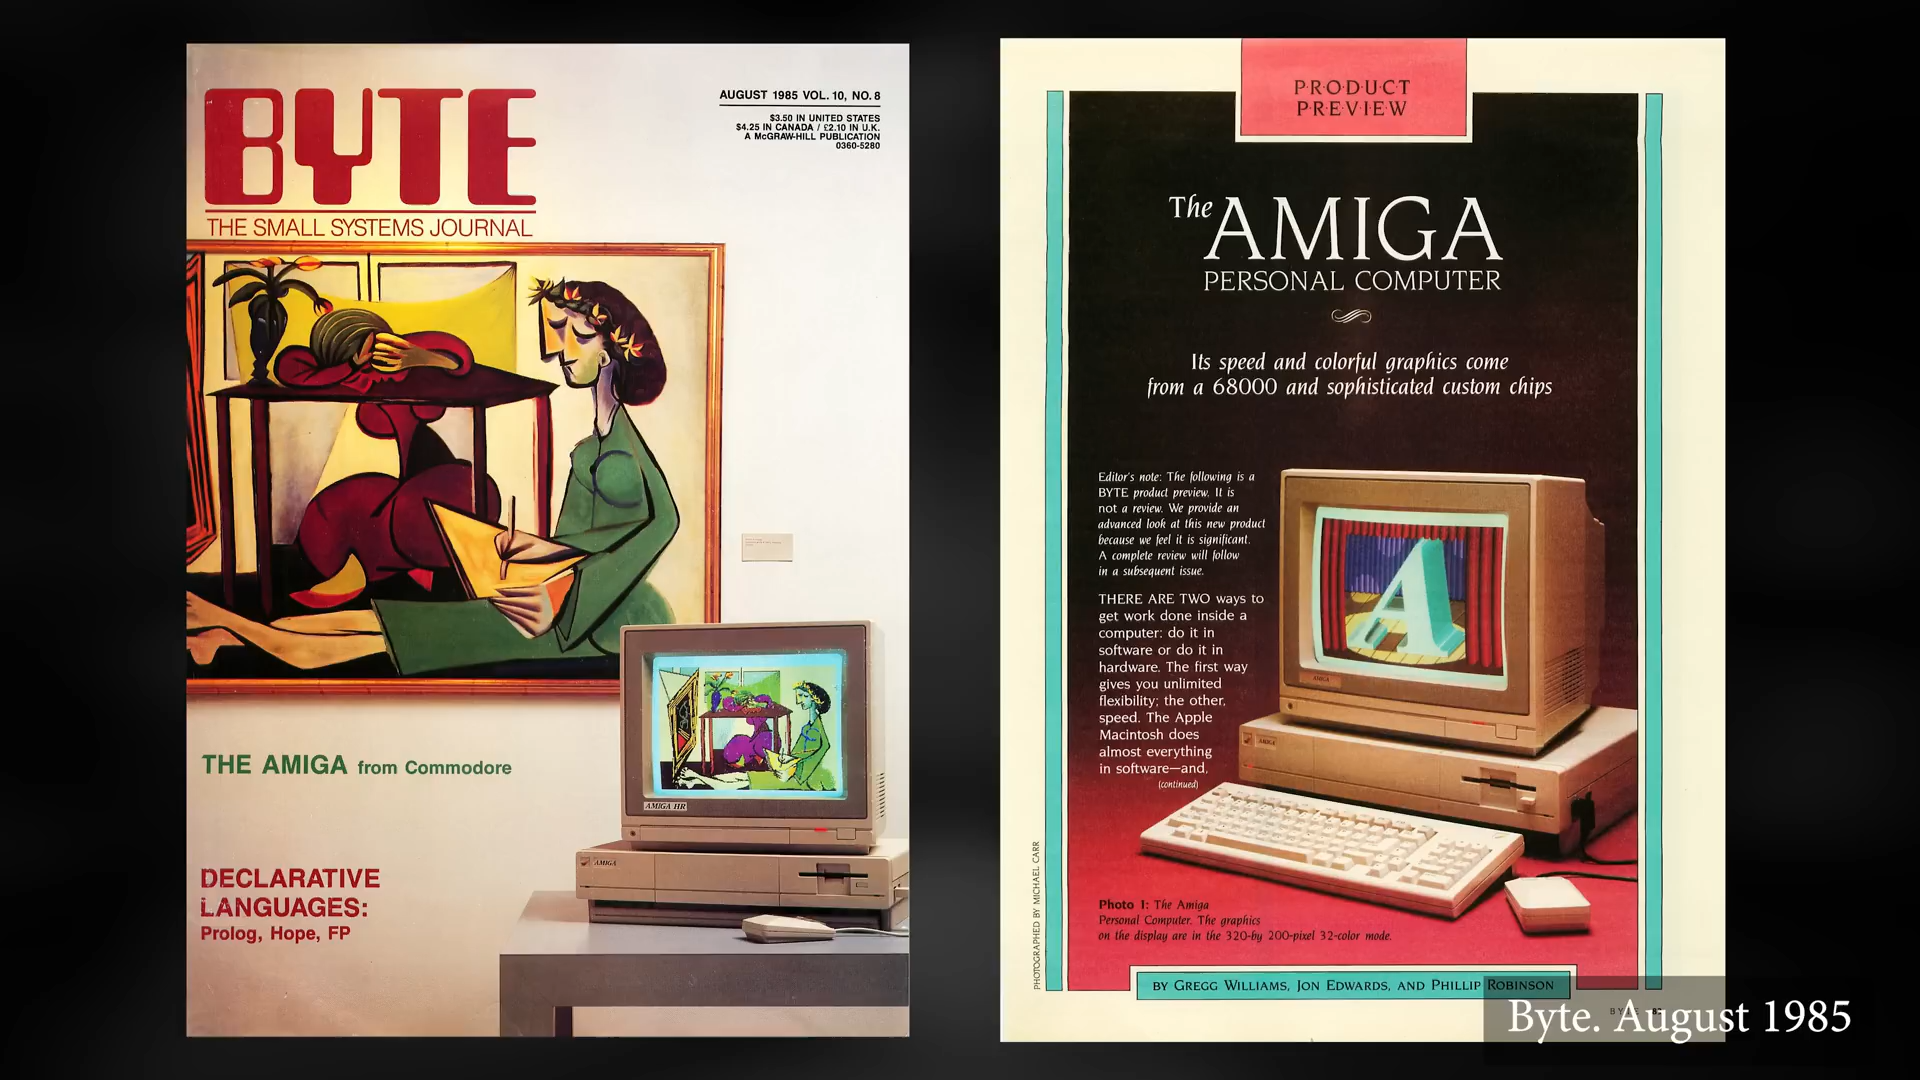 BYTE
THE SMALL SYSTEMS JOURNAL
AUGUST 1985 VOL. 10, NO. 8
$3.50 IN UNITED STATES
$4.25 IN CANADA / £2.10 IN U.K.
A McGRAW-HILL PUBLICATION
0360-5280
THE AMIGA from Commodore
DECLARATIVE
LANGUAGES:
Prolog, Hope, FP
AMIGA HR
AMIGA
PRODUCT
PREVIEW
The AMIGA
PERSONAL COMPUTER
Its speed and colorful graphics come
from a 68000 and sophisticated custom chips
Editor's note: The following is a
BYTE product preview. It is
not a review. We provide an
advanced look at this new product
because we feel it is significant.
A complete review will follow
in a subsequent issue.
THERE ARE TWO ways to
get work done inside a
computer: do it in
software or do it in
hardware. The first way
gives you unlimited
flexibility; the other,
speed. The Apple
Macintosh does
almost everything
in software—and,
(continued)
A
AMIGA
AMIGA
PHOTOGRAPHED BY MICHAEL CARR
Photo 1: The Amiga
Personal Computer. The graphics
on the display are in the 320-by 200-pixel 32-color mode.
BY GREGG WILLIAMS, JON EDWARDS, AND PHILLIP ROBINSON
Byte. August 1985